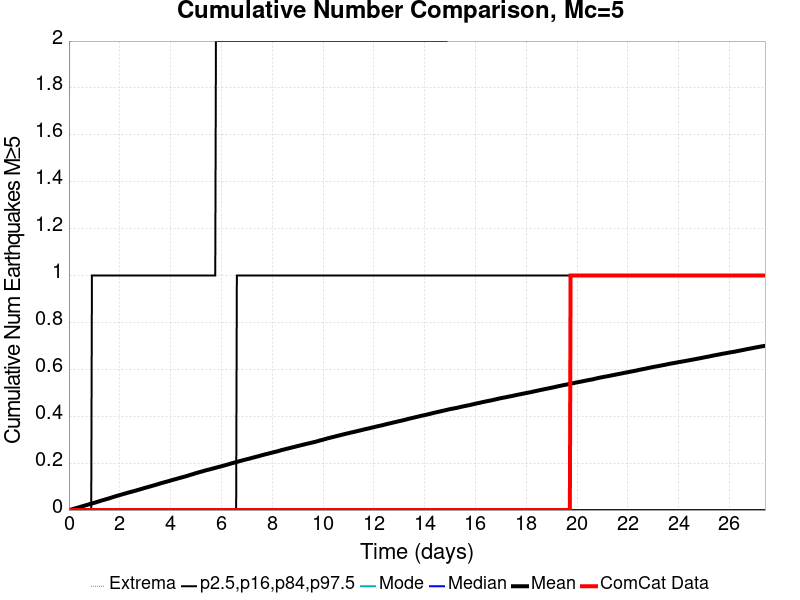 Cumulative Number Comparison, Mc=5
Cumulative Num Earthquakes M≥5
2
1.8
1.6
1.4
1.2
1
0.8
0.6
0.4
0.2
0
0 2 4 6 8 10 12 14 16 18 20 22 24 26
Time (days)
Extrema p2.5,p16,p84,p97.5 Mode Median Mean ComCat Data